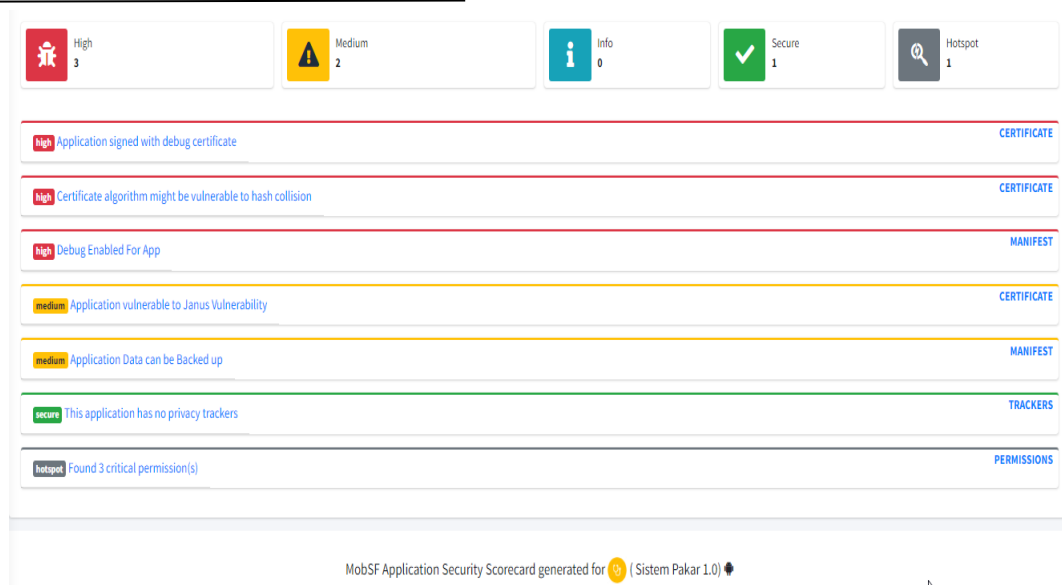 High
3
Medium
2
Info
0
Secure
1
Hotspot
1
high Application signed with debug certificate
CERTIFICATE
high Certificate algorithm might be vulnerable to hash collision
CERTIFICATE
high Debug Enabled For App
MANIFEST
medium Application vulnerable to Janus Vulnerability
CERTIFICATE
medium Application Data can be Backed up
MANIFEST
secure This application has no privacy trackers
TRACKERS
hotspot Found 3 critical permission(s)
PERMISSIONS
MobSF Application Security Scorecard generated for ( Sistem Pakar 1.0)